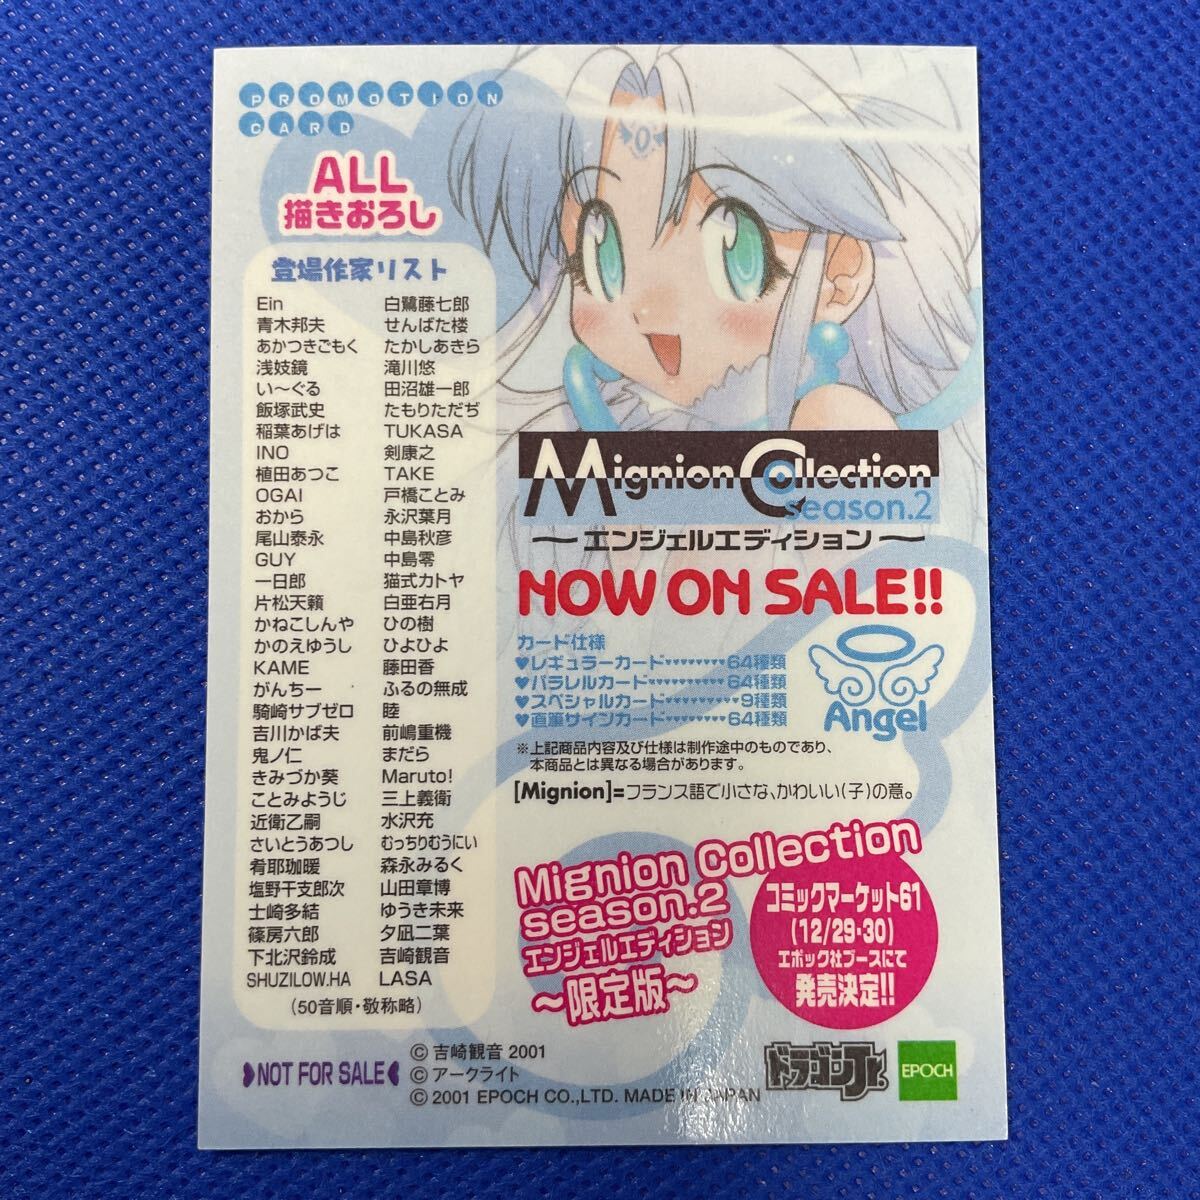 PROMOTION
CARD
ALL
描きおろし
登場作家リスト
Ein 白鷺藤七郎
青木邦夫 せんばた楼
あかつきごもく たかしあきら
浅妓鏡 滝川悠
い〜ぐる 田沼雄一郎
飯塚武史 たもりただぢ
稲葉あげは TUKASA
INO 剣康之
植田あつこ TAKE
OGAI 戸橋ことみ
おから 永沢葉月
尾山泰永 中島秋彦
GUY 中島零
一日郎 猫式カトヤ
片松天籟 白亜右月
かねこしんや ひの樹
かのえゆうし ひよひよ
KAME 藤田香
がんちー ふるの無成
騎崎サブゼロ 睦
吉川かば夫 前嶋重機
鬼ノ仁 まだら
きみづか葵 Maruto!
ことみようじ 三上義衛
近衛乙嗣 水沢充
さいとうあつし むっちりむうにい
肴耶珈暖 森永みるく
塩野干支郎次 山田章博
士崎多結 ゆうき未来
篠房六郎 夕凪二葉
下北沢鈴成 吉崎観音
SHUZILOW.HA LASA
(50音順・敬称略)
NOT FOR SALE
Mignion Collection
season.2
〜エンジェルエディション〜
NOW ON SALE!!
カード仕様
♥レギュラーカード♥♥♥♥♥♥♥♥64種類
♥パラレルカード♥♥♥♥♥♥♥♥♥64種類
♥スペシャルカード♥♥♥♥♥♥♥♥♥9種類
♥直筆サインカード♥♥♥♥♥♥♥♥64種類
Angel
※上記商品内容及び仕様は制作途中のものであり、
本商品とは異なる場合があります。
[Mignion]=フランス語で小さな、かわいい(子)の意。
Mignion Collection
season.2
エンジェルエディション
〜限定版〜
コミックマーケット61
(12/29・30)
エポック社ブースにて
発売決定!!
© 吉崎観音 2001
© アークライト
© 2001 EPOCH CO.,LTD. MADE IN JAPAN
ドラゴンJr.
EPOCH